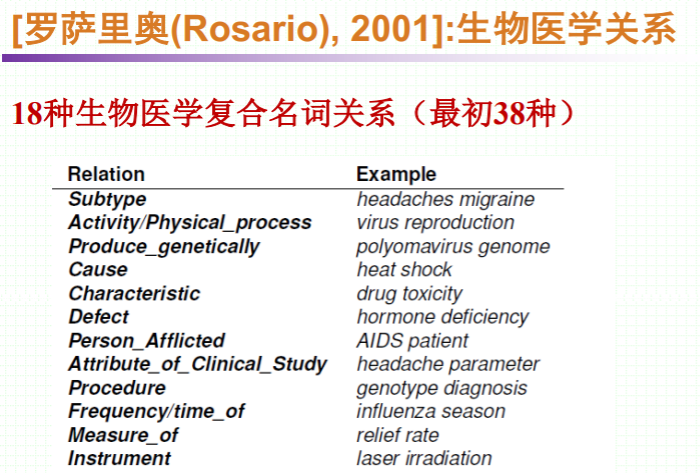 [罗萨里奥(Rosario), 2001]:生物医学关系
18种生物医学复合名词关系（最初38种）
Relation Example
Subtype headaches migraine
Activity/Physical_process virus reproduction
Produce_genetically polyomavirus genome
Cause heat shock
Characteristic drug toxicity
Defect hormone deficiency
Person_Afflicted AIDS patient
Attribute_of_Clinical_Study headache parameter
Procedure genotype diagnosis
Frequency/time_of influenza season
Measure_of relief rate
Instrument laser irradiation